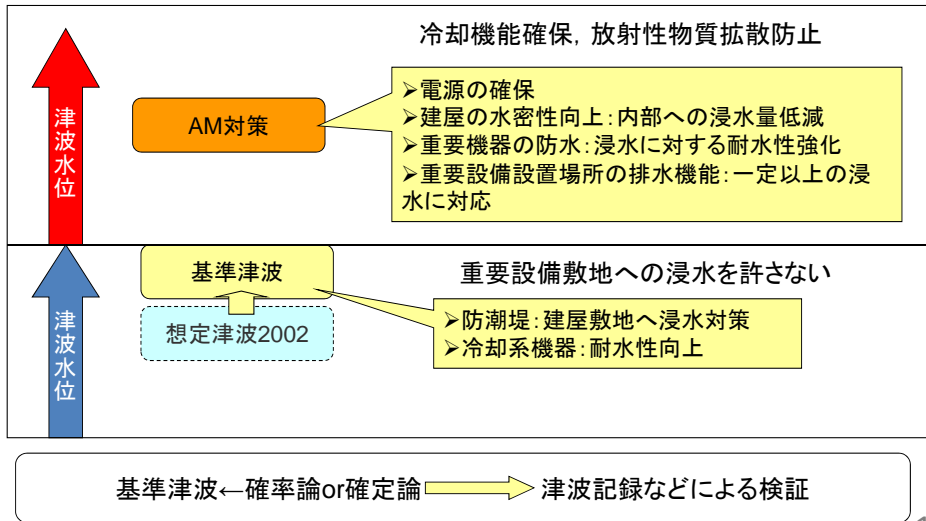 冷却機能確保，放射性物質拡散防止
津波水位
AM対策
➢電源の確保
➢建屋の水密性向上：内部への浸水量低減
➢重要機器の防水：浸水に対する耐水性強化
➢重要設備設置場所の排水機能：一定以上の浸
水に対応
津波水位
基準津波
重要設備敷地への浸水を許さない
想定津波2002
➢防潮堤：建屋敷地へ浸水対策
➢冷却系機器：耐水性向上
基準津波←確率論or確定論 津波記録などによる検証